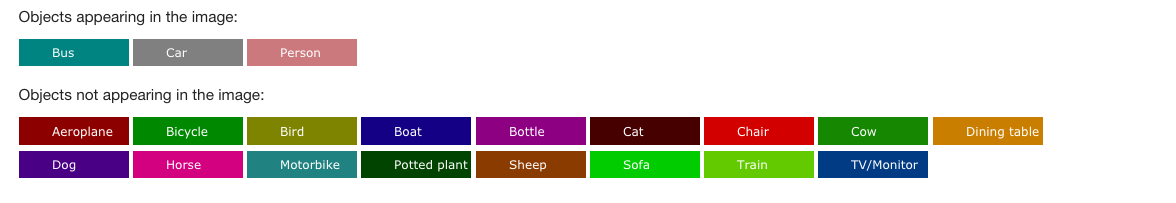 Objects appearing in the image:
Bus Car Person
Objects not appearing in the image:
Aeroplane Bicycle Bird Boat Bottle Cat Chair Cow Dining table
Dog Horse Motorbike Potted plant Sheep Sofa Train TV/Monitor